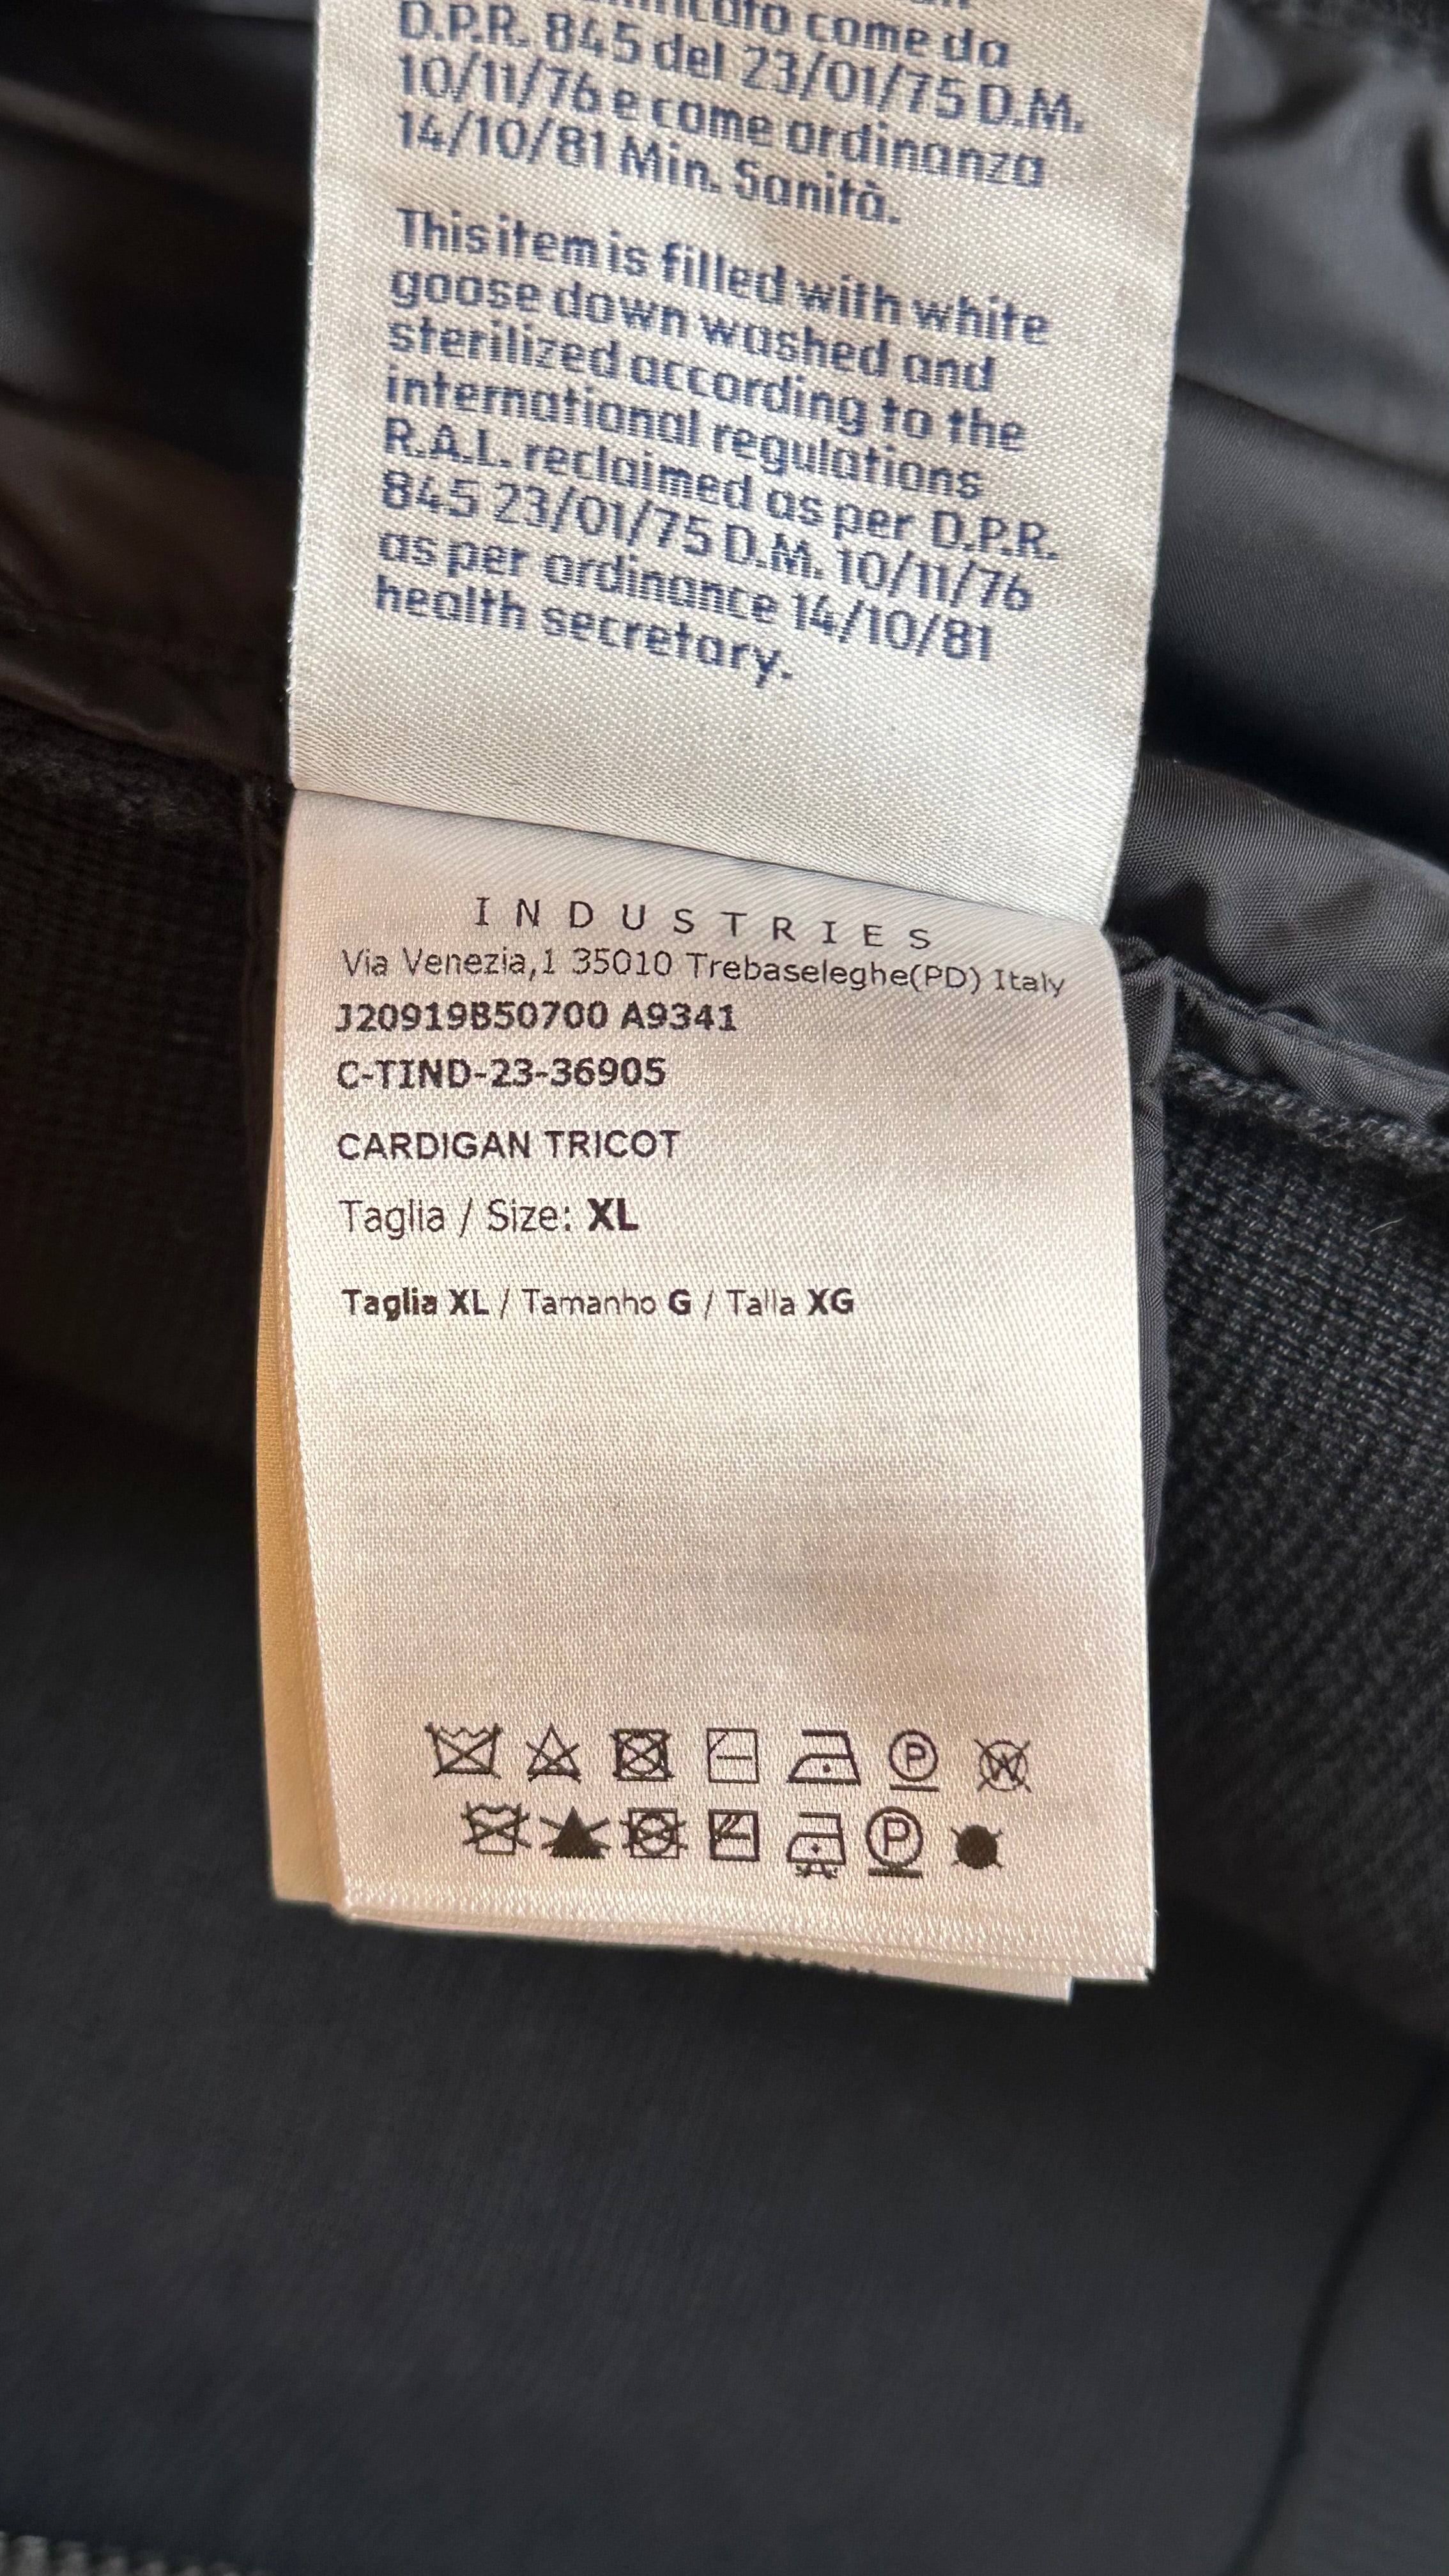 come da
D.P.R. 845 del 23/01/75 D.M.
10/11/76 e come ordinanza
14/10/81 Min. Sanità.
This item is filled with white
goose down washed and
sterilized according to the
international regulations
R.A.L. reclaimed as per D.P.R.
845 23/01/75 D.M. 10/11/76
as per ordinance 14/10/81
health secretary.
INDUSTRIES
Via Venezia,1 35010 Trebaseleghe(PD) Italy
J20919B50700 A9341
C-TIND-23-36905
CARDIGAN TRICOT
Taglia / Size: XL
Taglia XL / Tamanho G / Talla XG
P W
P